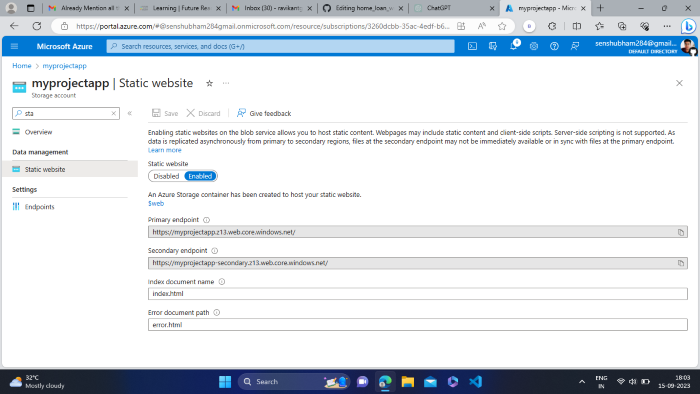 Already Mention all th
Learning | Future Rea
Inbox (30) - ravikant
Editing home_loan_
ChatGPT
myprojectapp - Micro
https://portal.azure.com/#@senshubham284gmail.onmicrosoft.com/resource/subscriptions/3260dcbb-35ac-4edf-b6...
Microsoft Azure
Search resources, services, and docs (G+/)
1
senshubham284@gmail....
DEFAULT DIRECTORY
Home > myprojectapp
myprojectapp | Static website
Storage account
sta
Save
Discard
Give feedback
Overview
Data management
Static website
Settings
Endpoints
Enabling static websites on the blob service allows you to host static content. Webpages may include static content and client-side scripts. Server-side scripting is not supported. As
data is replicated asynchronously from primary to secondary regions, files at the secondary endpoint may not be immediately available or in sync with files at the primary endpoint.
Learn more
Static website
Disabled Enabled
An Azure Storage container has been created to host your static website.
$web
Primary endpoint
https://myprojectapp.z13.web.core.windows.net/
Secondary endpoint
https://myprojectapp-secondary.z13.web.core.windows.net/
Index document name
index.html
Error document path
error.html
32°C
Mostly cloudy
Search
ENG
IN
18:03
15-09-2023